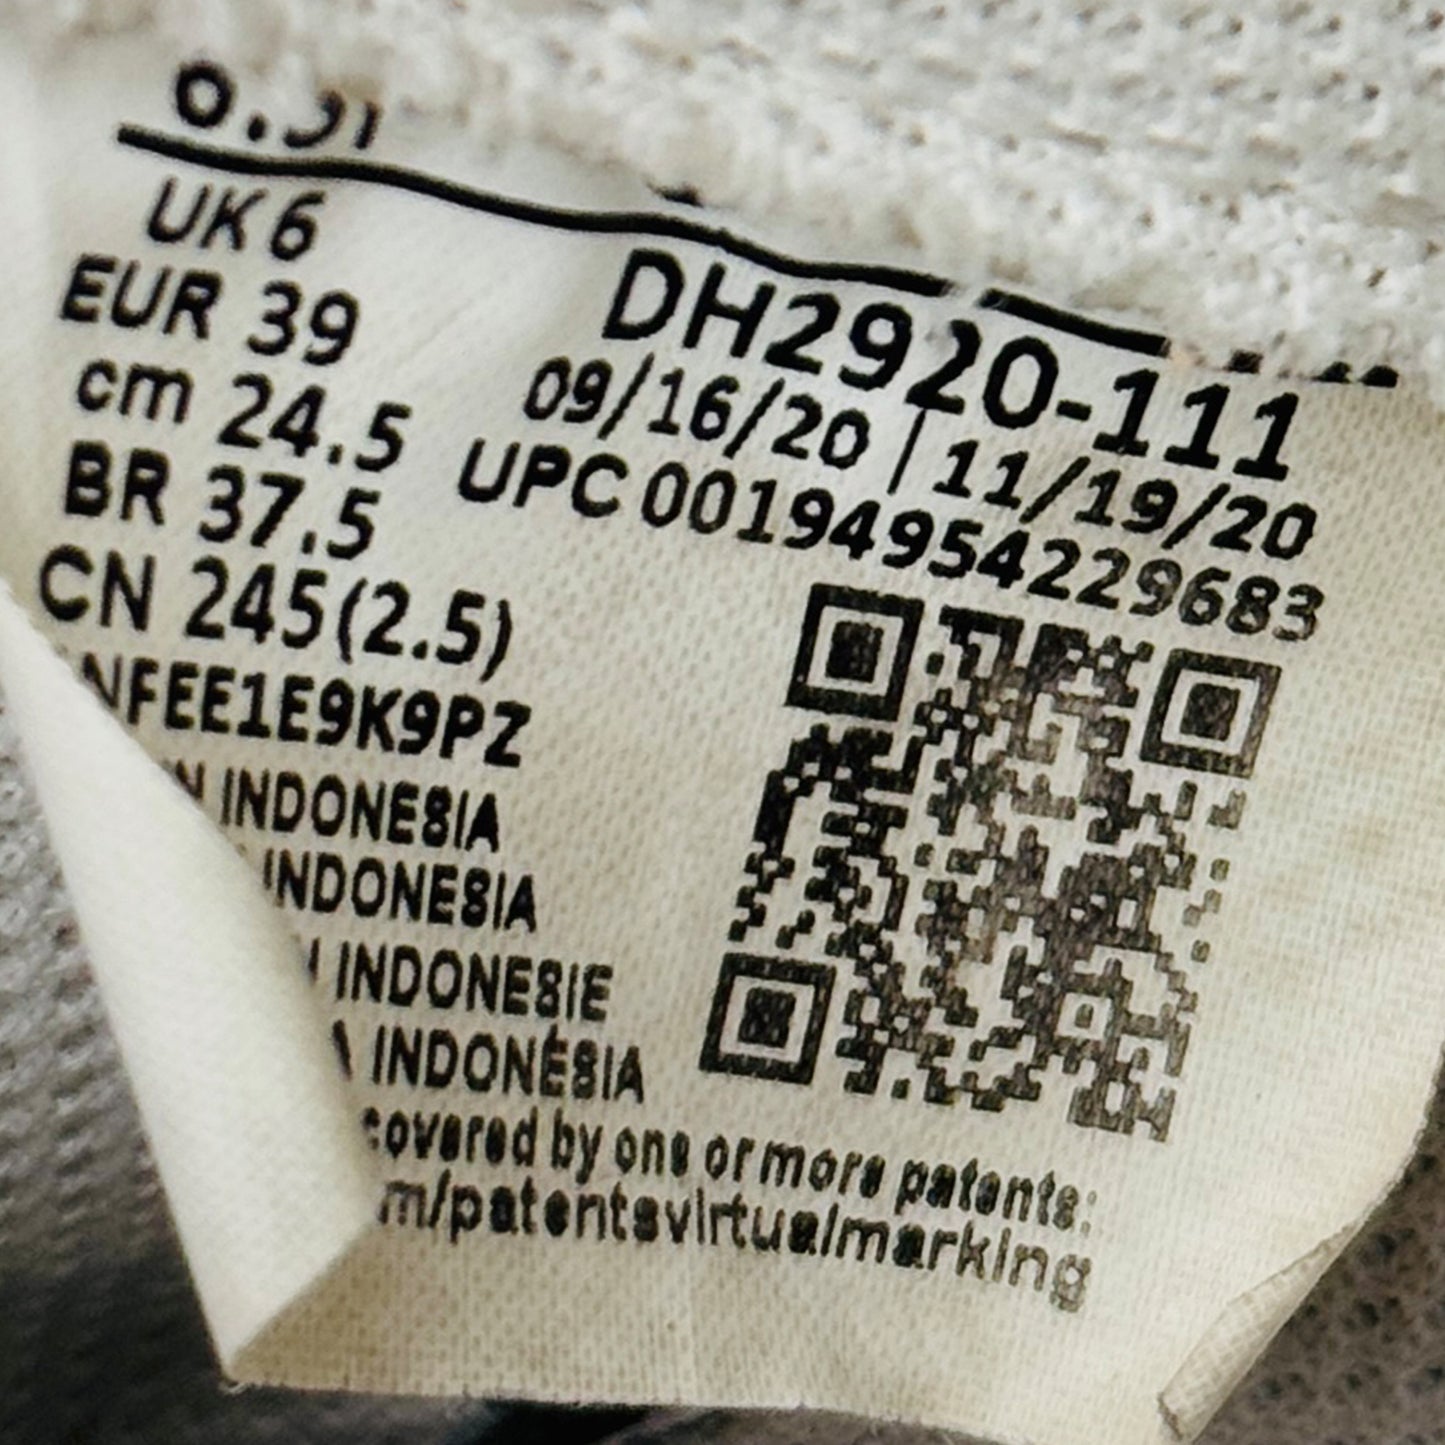 UK 6
EUR 39
cm 24.5
BR 37.5
CN 245(2.5)
NFEE1E9K9PZ
DH2920-111
09/16/20 | 11/19/20
UPC 00194954229683
N INDONESIA
INDONESIA
INDONESIE
A INDONÉSIA
covered by one or more patents:
m/patentsvirtualmarking